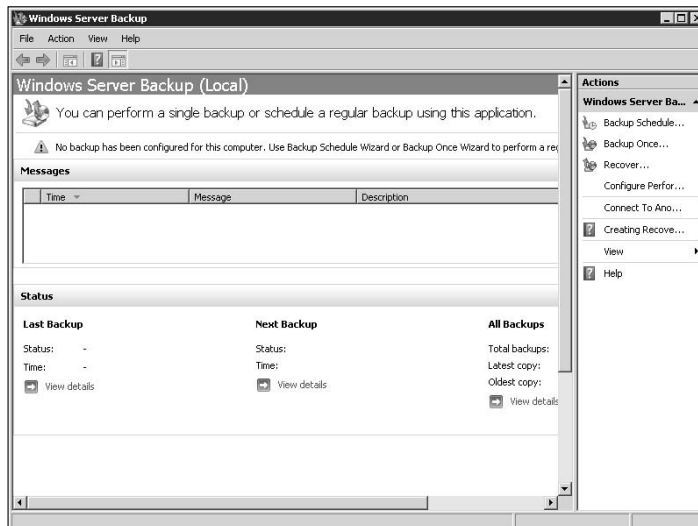 Windows Server Backup
File Action View Help
Windows Server Backup (Local)
You can perform a single backup or schedule a regular backup using this application.
No backup has been configured for this computer. Use Backup Schedule Wizard or Backup Once Wizard to perform a
Messages
Time Message Description
Status
Last Backup
Status: -
Time: -
View details
Next Backup
Status:
Time:
View details
All Backups
Total backups:
Latest copy:
Oldest copy:
View details
Actions
Windows Server Ba...
Backup Schedule...
Backup Once...
Recover...
Configure Perfor...
Connect To Ano...
Creating Recove...
View
Help